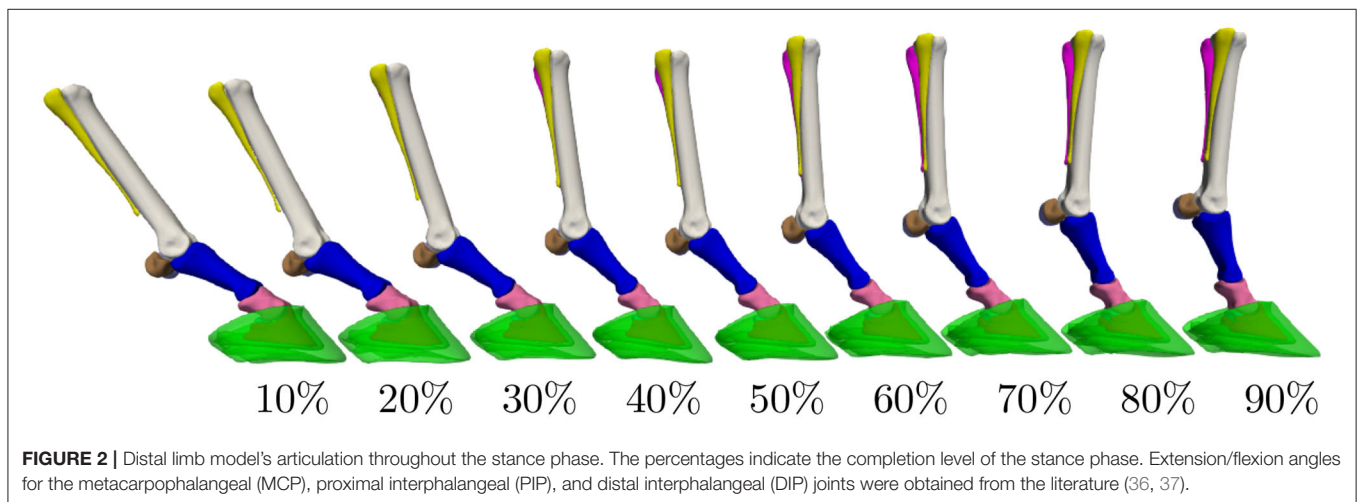 10% 20% 30% 40% 50% 60% 70% 80% 90%
FIGURE 2 | Distal limb model's articulation throughout the stance phase. The percentages indicate the completion level of the stance phase. Extension/flexion angles
for the metacarpophalangeal (MCP), proximal interphalangeal (PIP), and distal interphalangeal (DIP) joints were obtained from the literature (36, 37).